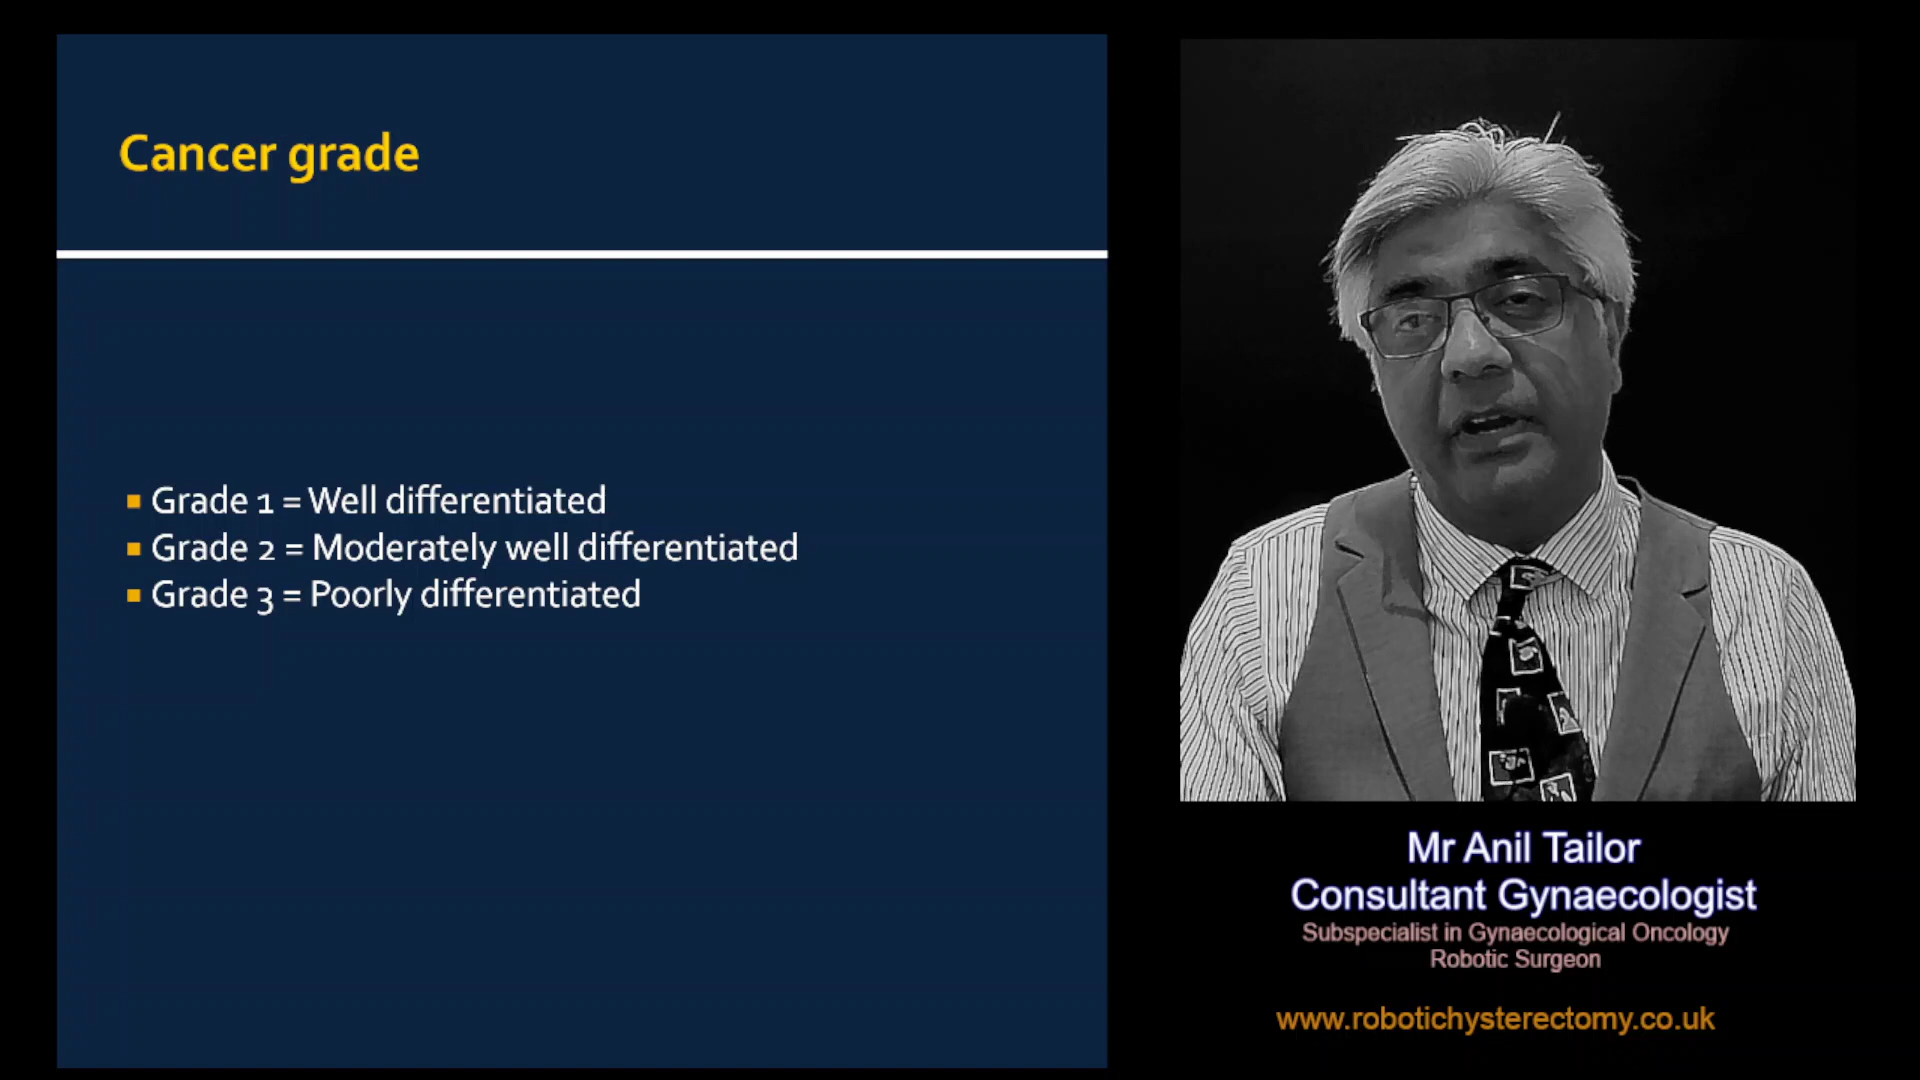 Cancer grade
Grade 1 = Well differentiated
Grade 2 = Moderately well differentiated
Grade 3 = Poorly differentiated
Mr Anil Tailor
Consultant Gynaecologist
Subspecialist in Gynaecological Oncology
Robotic Surgeon
www.robotichysterectomy.co.uk